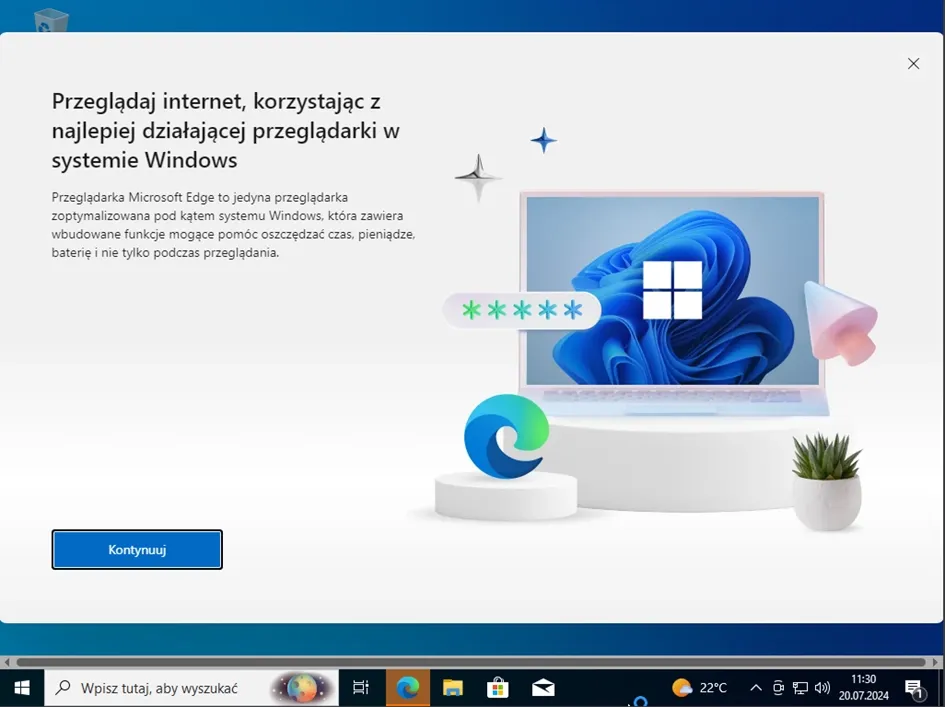 Przeglądaj internet, korzystając z
najlepiej działającej przeglądarki w
systemie Windows
Przeglądarka Microsoft Edge to jedyna przeglądarka
zoptymalizowana pod kątem systemu Windows, która zawiera
wbudowane funkcje mogące pomóc oszczędzać czas, pieniądze,
baterię i nie tylko podczas przeglądania.
Kontynuuj
Wpisz tutaj, aby wyszukać
22°C
11:30
20.07.2024
1